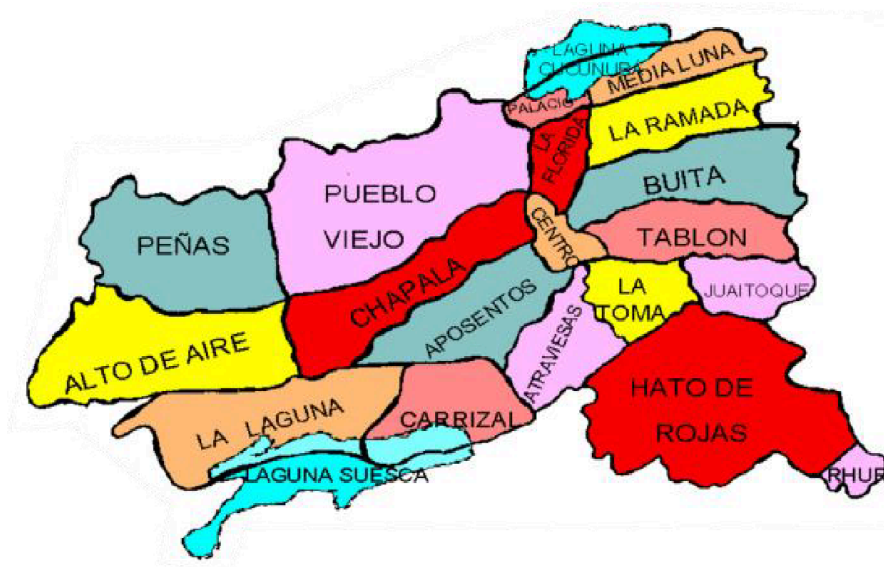 LAGUNA
CUCUNUBA
MEDIA LUNA
PALACIO
LA RAMADA
LA
FLORIDA
PUEBLO
VIEJO
BUITA
PEÑAS
CENTRO
TABLON
CHAPALA
LA
TOMA
JUAITOQUE
APOSENTOS
ALTO DE AIRE
ATRAVIESAS
HATO DE
ROJAS
LA LAGUNA
CARRIZAL
LAGUNA SUESCA
RHUR